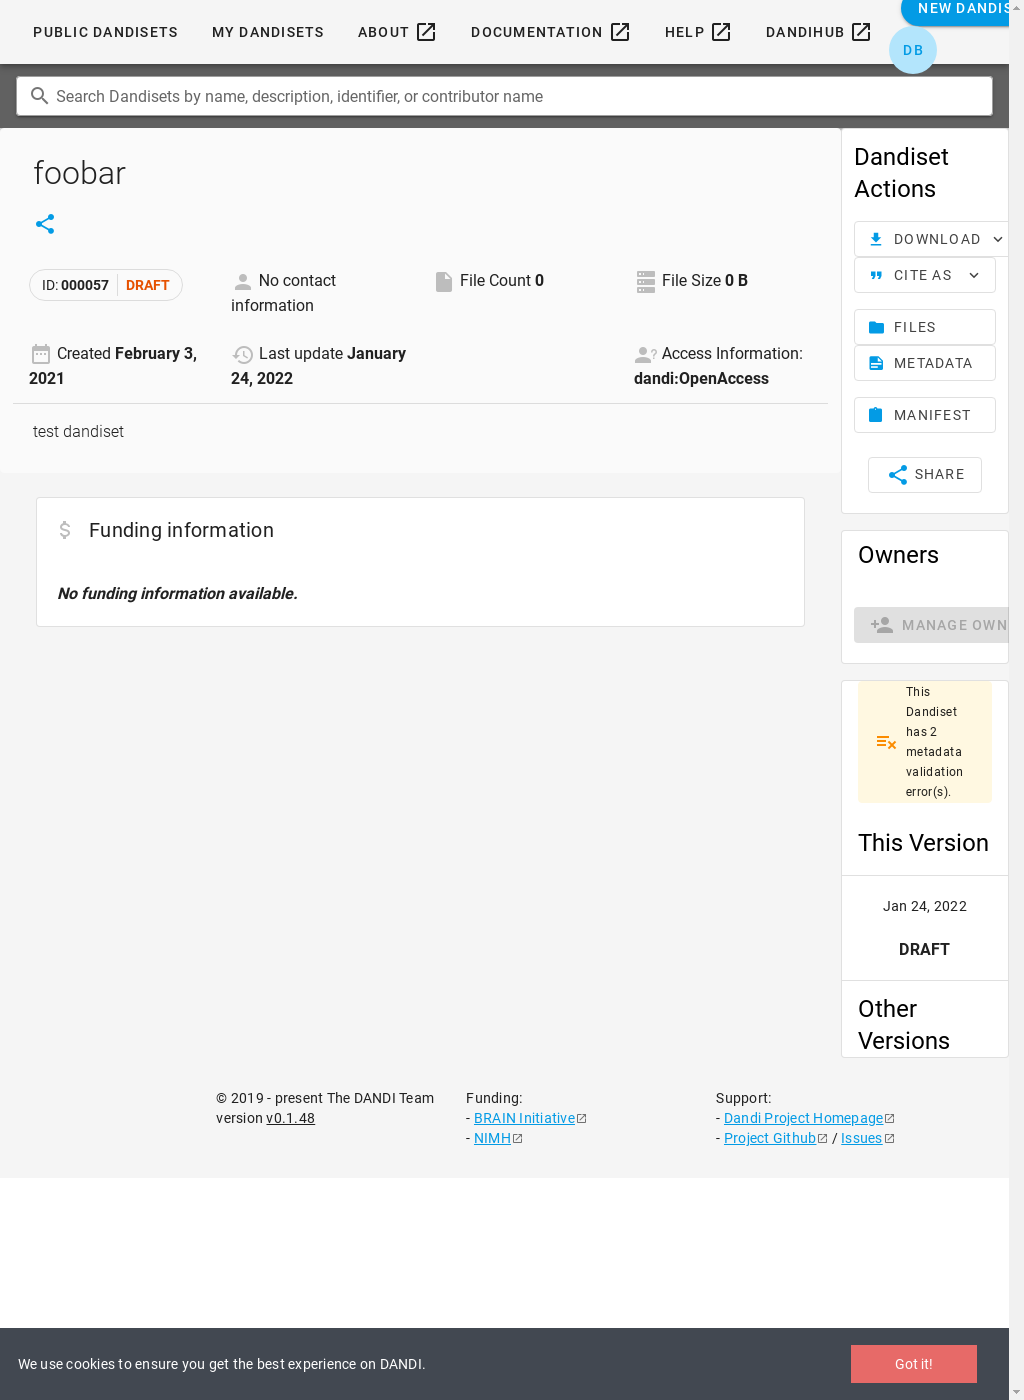 PUBLIC DANDISETS
MY DANDISETS
ABOUT
DOCUMENTATION
HELP
DANDIHUB
NEW DANDIS
DB
Search Dandisets by name, description, identifier, or contributor name
foobar
ID: 000057 DRAFT
No contact
information
File Count 0
File Size 0 B
Created February 3,
2021
Last update January
24, 2022
Access Information:
dandi:OpenAccess
test dandiset
Funding information
No funding information available.
Dandiset
Actions
DOWNLOAD
CITE AS
FILES
METADATA
MANIFEST
SHARE
Owners
MANAGE OWN
This
Dandiset
has 2
metadata
validation
error(s).
This Version
Jan 24, 2022
DRAFT
Other
Versions
© 2019 - present The DANDI Team
version v0.1.48
Funding:
- BRAIN Initiative
- NIMH
Support:
- Dandi Project Homepage
- Project Github / Issues
We use cookies to ensure you get the best experience on DANDI.
Got it!